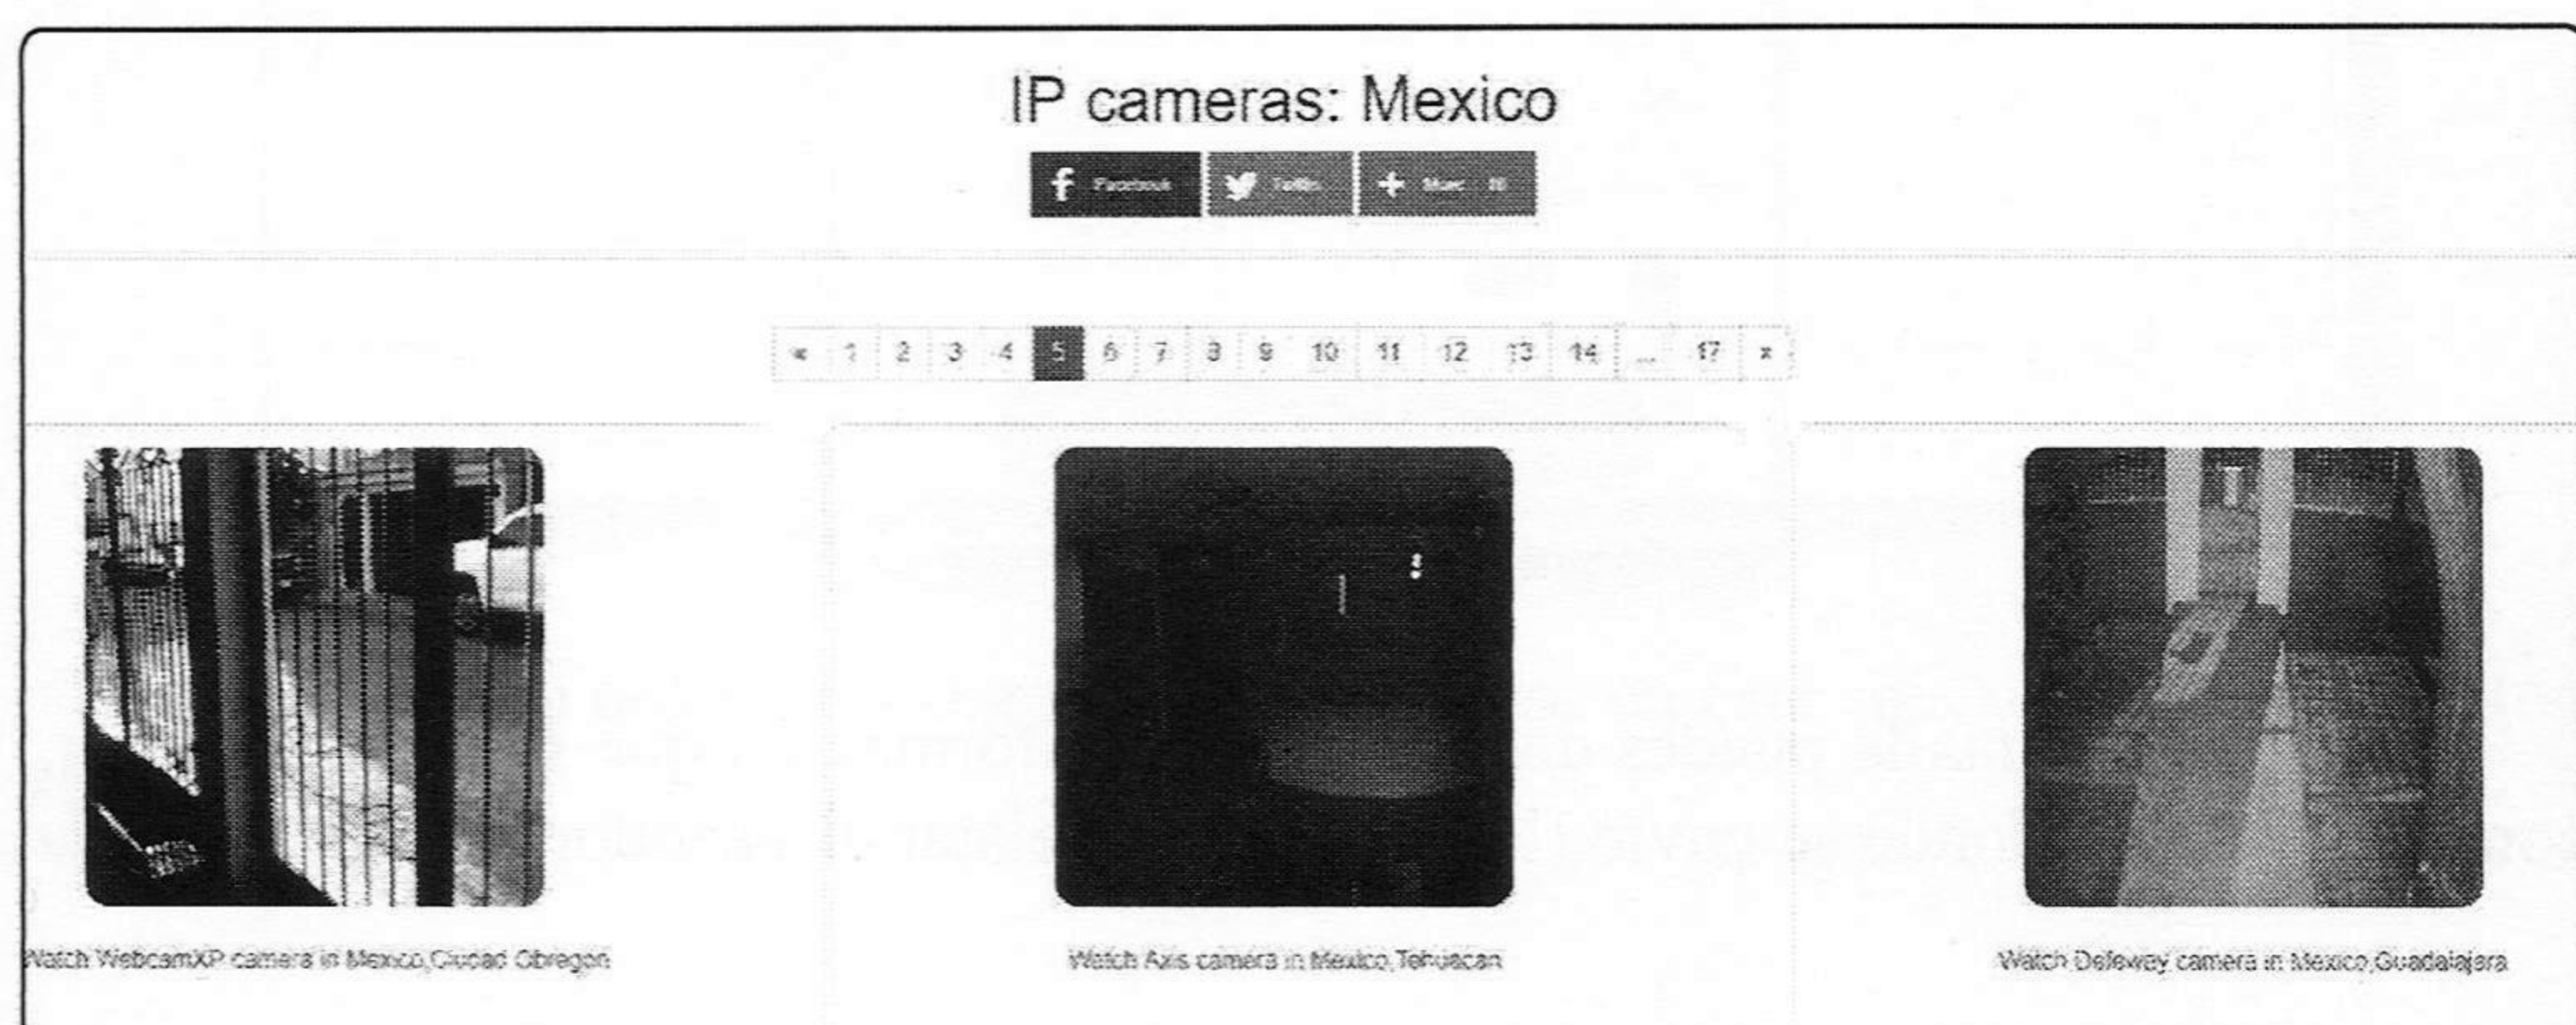 IP cameras: Mexico
Facebook Twitter
« 1 2 3 4 5 6 7 8 9 10 11 12 13 14 ... 17 »
Watch WebcamXP camera in Mexico,Ciudad Obregon
Watch Axis camera in Mexico,Tehuacan
Watch Defeway camera in Mexico,Guadalajara